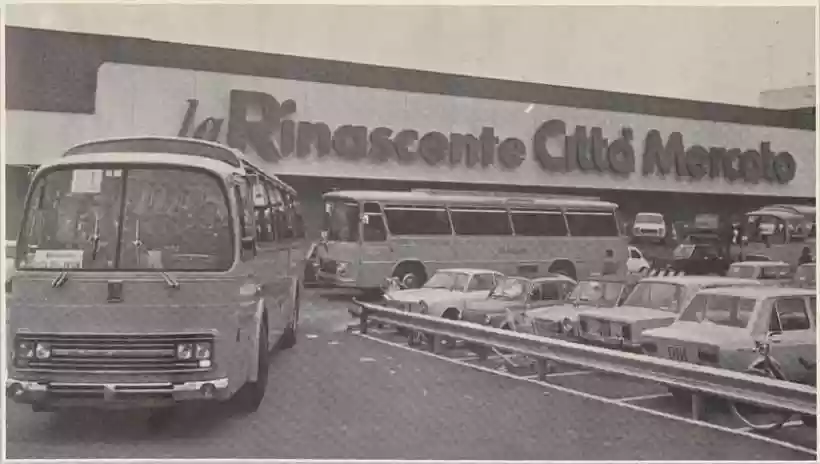 la Rinascente Città Mercato